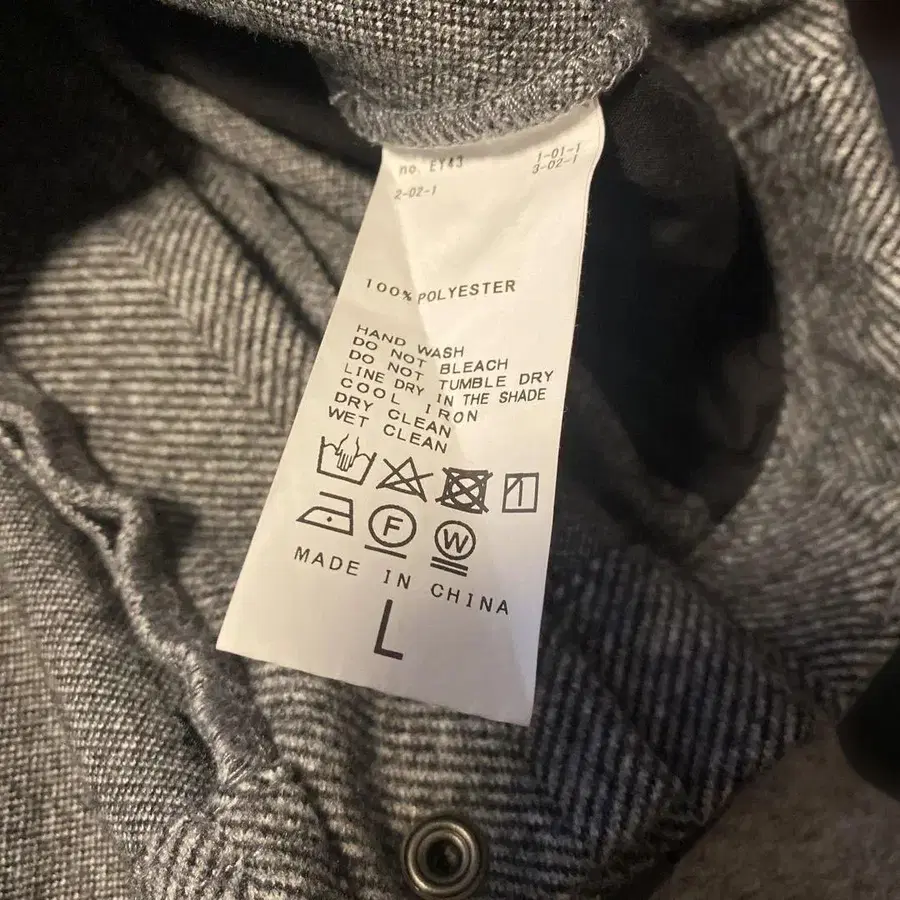 no. EY43 1-01-1
2-02-1 3-02-1
100% POLYESTER
HAND WASH
DO NOT BLEACH
DO NOT TUMBLE DRY
LINE DRY IN THE SHADE
COOL IRON
DRY CLEAN
WET CLEAN
F W
MADE IN CHINA
L